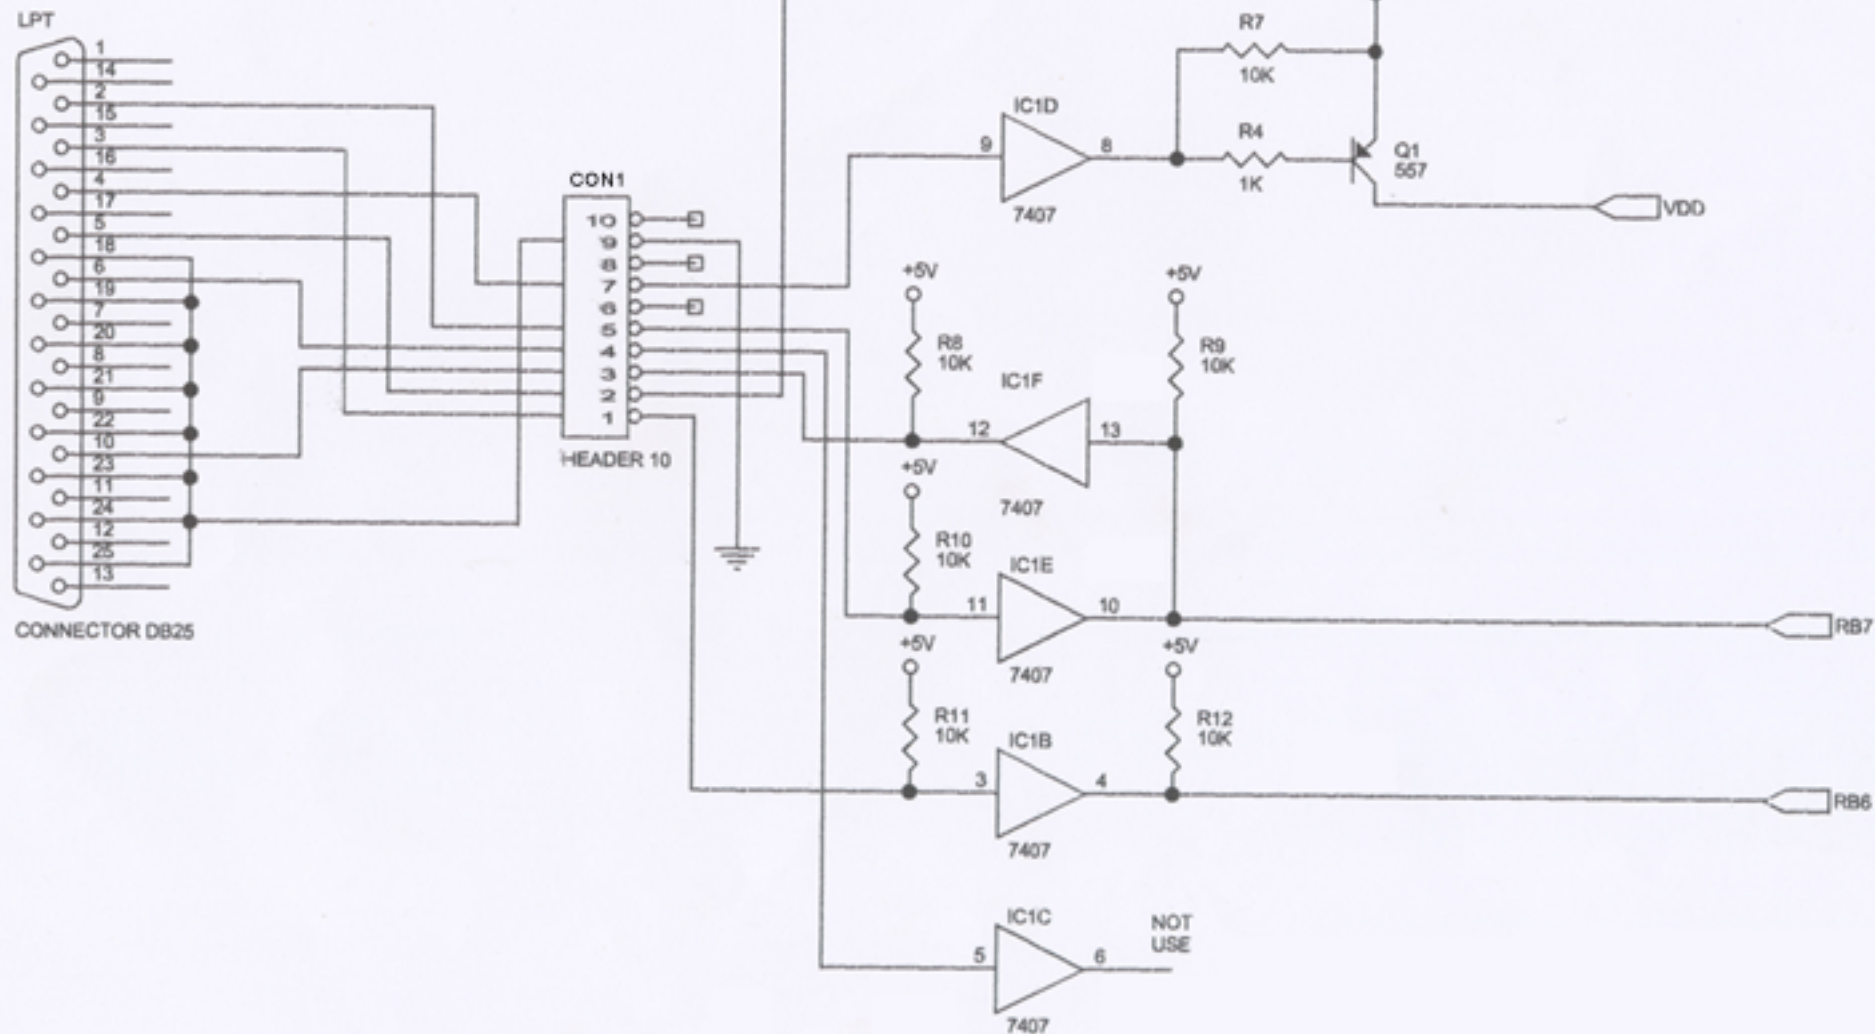 LPT
1
14
2
15
3
16
4
17
5
18
6
19
7
20
8
21
9
22
10
23
11
24
12
25
13
CONNECTOR DB25
CON1
10
9
8
7
6
5
4
3
2
1
HEADER 10
R7
10K
IC1D
9
8
7407
R4
1K
Q1
557
VDD
+5V
R8
10K
+5V
R9
10K
IC1F
12
13
7407
+5V
R10
10K
IC1E
11
10
7407
RB7
+5V
R11
10K
+5V
R12
10K
IC1B
3
4
7407
RB6
IC1C
5
6
7407
NOT
USE